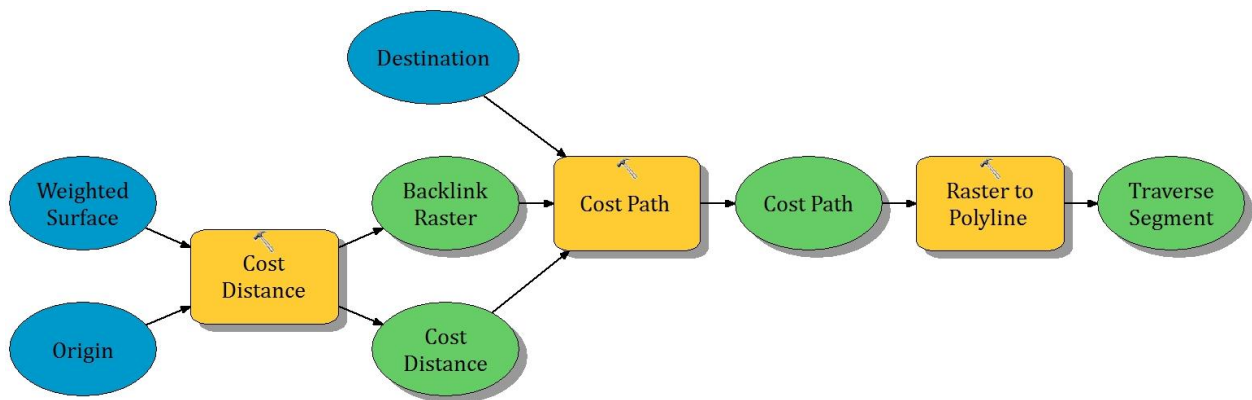 Destination
Weighted
Surface
Origin
Cost
Distance
Backlink
Raster
Cost
Distance
Cost Path
Cost Path
Raster to
Polyline
Traverse
Segment